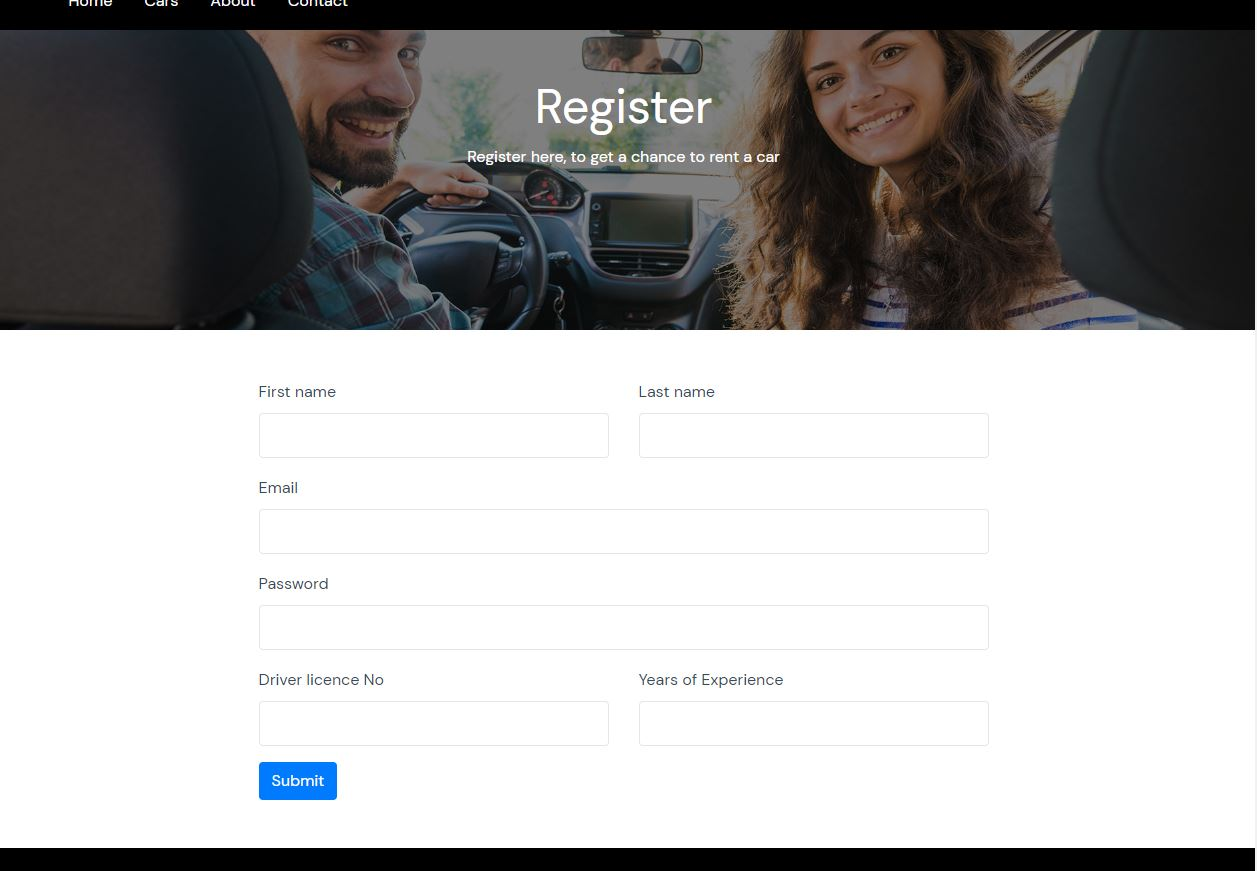 Home Cars About Contact
Register
Register here, to get a chance to rent a car
First name Last name
Email
Password
Driver licence No Years of Experience
Submit